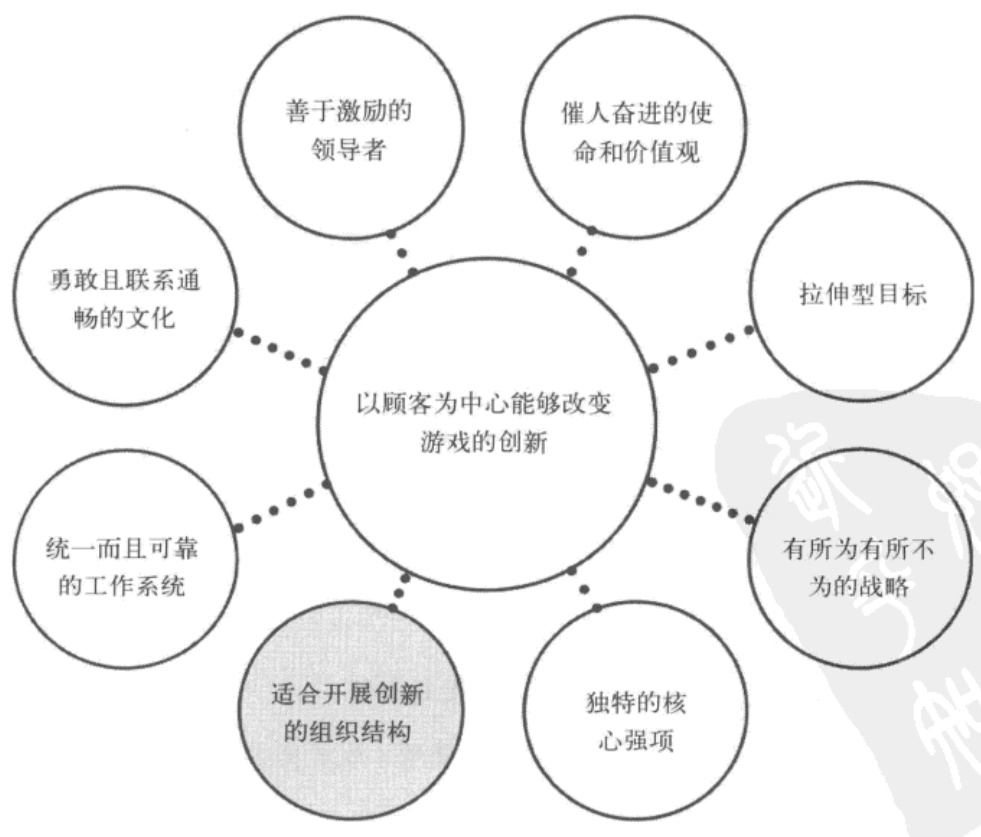 善于激励的
领导者
催人奋进的使
命和价值观
勇敢且联系通
畅的文化
拉伸型目标
以顾客为中心能够改变
游戏的创新
统一而且可靠
的工作系统
有所为有所不
为的战略
适合开展创新
的组织结构
独特的核
心强项